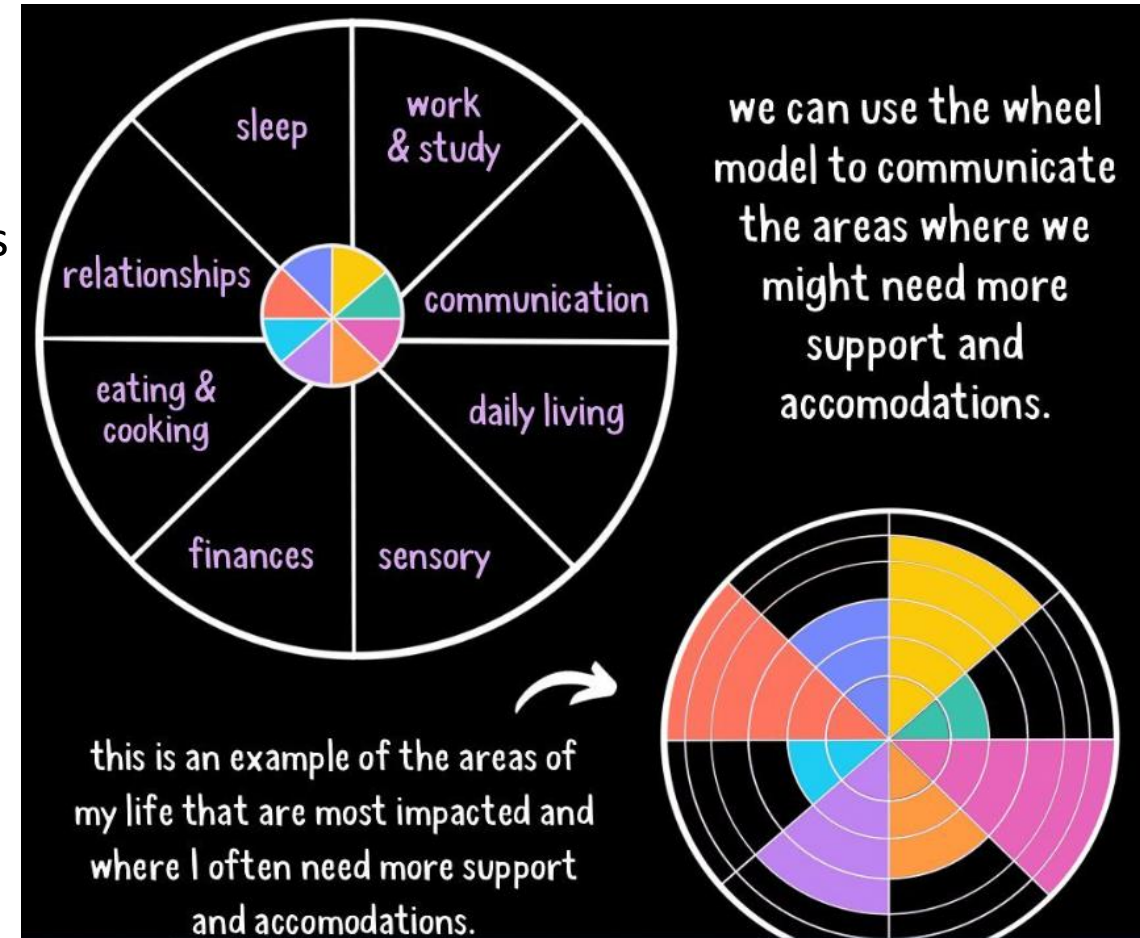 s
sleep
work
& study
relationships
communication
eating &
cooking
daily living
finances
sensory
we can use the wheel
model to communicate
the areas where we
might need more
support and
accomodations.
this is an example of the areas of
my life that are most impacted and
where I often need more support
and accomodations.